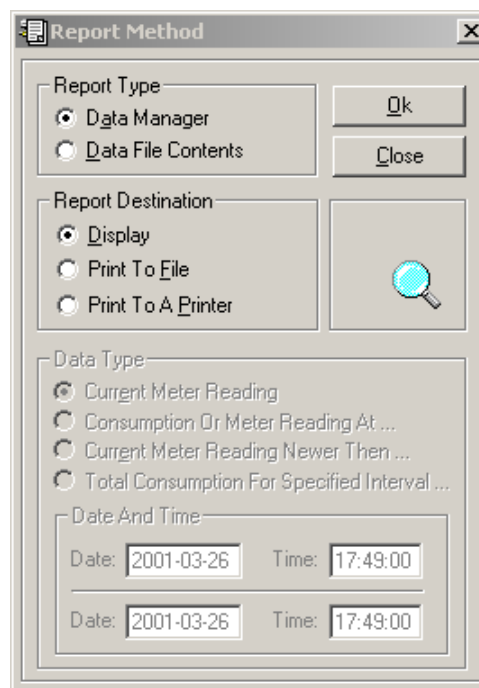 Report Method
Report Type
Data Manager
Data File Contents
Ok
Close
Report Destination
Display
Print To File
Print To A Printer
Data Type
Current Meter Reading
Consumption Or Meter Reading At ...
Current Meter Reading Newer Then ...
Total Consumption For Specified Interval ...
Date And Time
Date: 2001-03-26 Time: 17:49:00
Date: 2001-03-26 Time: 17:49:00